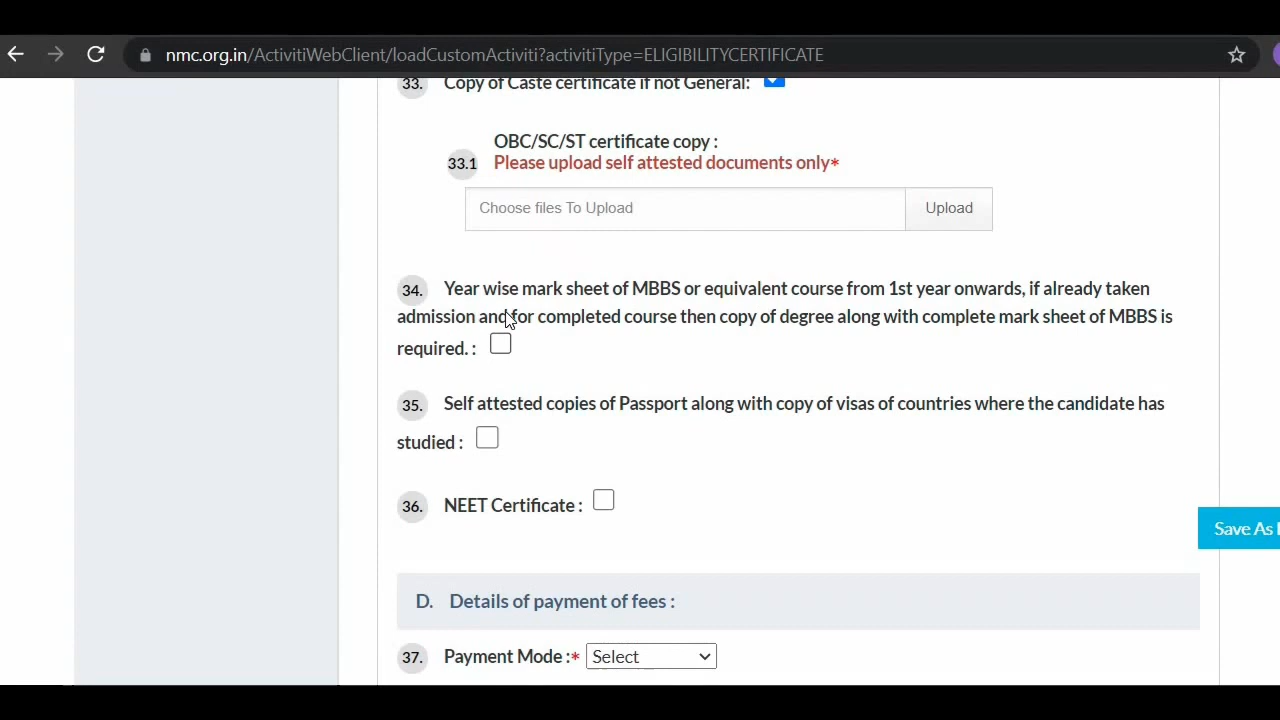 nmc.org.in/ActivitiWebClient/loadCustomActiviti?activitiType=ELIGIBILITYCERTIFICATE
33. Copy of Caste certificate if not General:
OBC/SC/ST certificate copy :
33.1 Please upload self attested documents only*
Choose files To Upload Upload
34. Year wise mark sheet of MBBS or equivalent course from 1st year onwards, if already taken
admission and for completed course then copy of degree along with complete mark sheet of MBBS is
required. :
35. Self attested copies of Passport along with copy of visas of countries where the candidate has
studied :
36. NEET Certificate :
Save As
D. Details of payment of fees :
37. Payment Mode :* Select